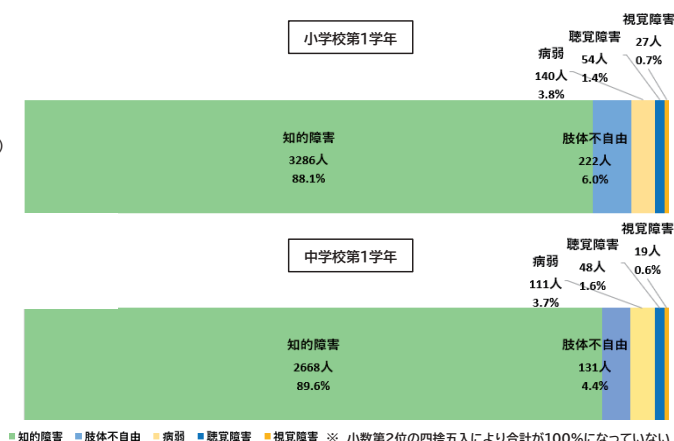 小学校第1学年
視覚障害
27人
0.7%
聴覚障害
54人
1.4%
病弱
140人
3.8%
)
知的障害
3286人
88.1%
肢体不自由
222人
6.0%
中学校第1学年
視覚障害
19人
0.6%
聴覚障害
48人
1.6%
病弱
111人
3.7%
知的障害
2668人
89.6%
肢体不自由
131人
4.4%
知的障害 肢体不自由 病弱 聴覚障害 視覚障害 ※ 小数第2位の四捨五入により合計が100%になっていない